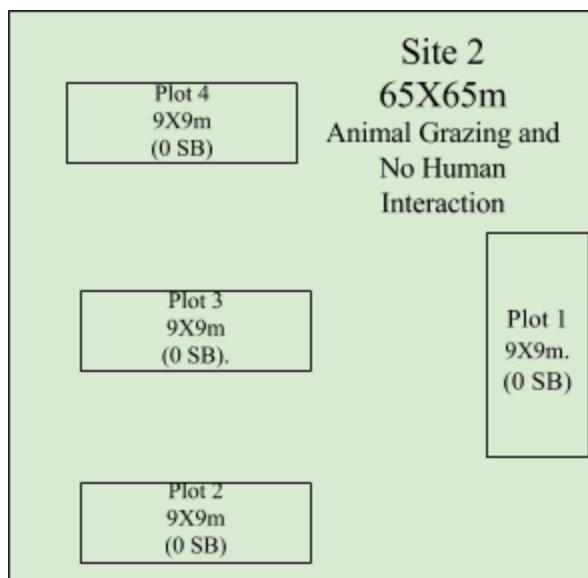 Site 2
65X65m
Animal Grazing and
No Human
Interaction
Plot 4
9X9m
(0 SB)
Plot 3
9X9m
(0 SB).
Plot 1
9X9m.
(0 SB)
Plot 2
9X9m
(0 SB)